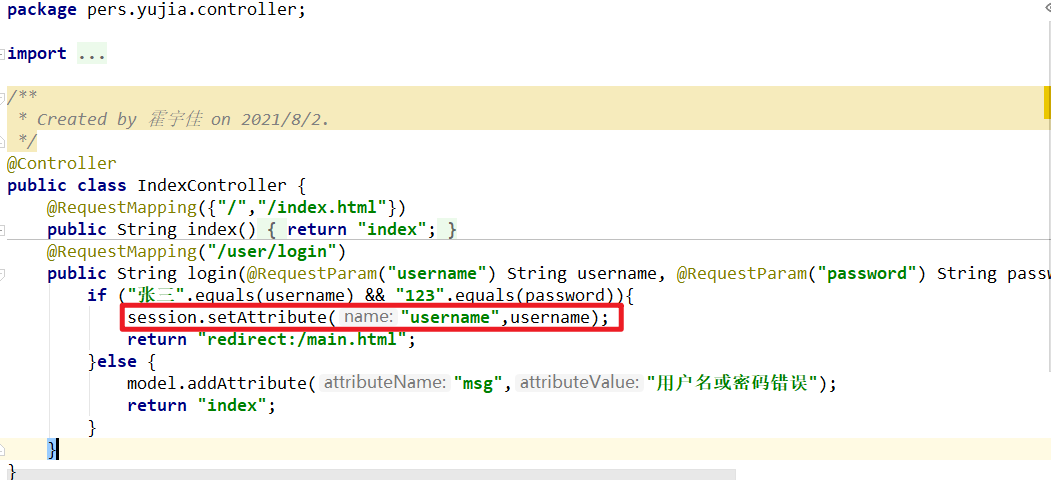 package pers.yujia.controller;
import ...
/**
 * Created by 霍宇佳 on 2021/8/2.
 */
@Controller
public class IndexController {
    @RequestMapping({"/","/index.html"})
    public String index() { return "index"; }
    @RequestMapping("/user/login")
    public String login(@RequestParam("username") String username, @RequestParam("password") String passw
        if ("张三".equals(username) && "123".equals(password)){
            session.setAttribute( name: "username",username);
            return "redirect:/main.html";
        }else {
            model.addAttribute( attributeName: "msg", attributeValue: "用户名或密码错误");
            return "index";
        }
    }
}